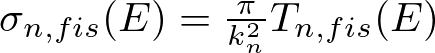 σ_{n,fis}(E) = \frac{π}{k_n^2} T_{n,fis}(E)